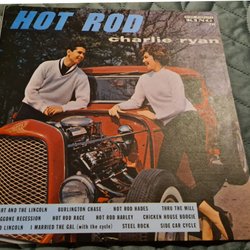 HOT ROD
KING
charlie ryan
AND THE LINCOLN BURLINGTON CHASE HOT ROD HADES THRU THE MILL
GONE RECESSION HOT ROD RACE HOT ROD HARLEY CHICKEN HOUSE BOOGIE
LINCOLN I MARRIED THE GAL (with the cycle) STEEL ROCK SIDE CAR CYCLE